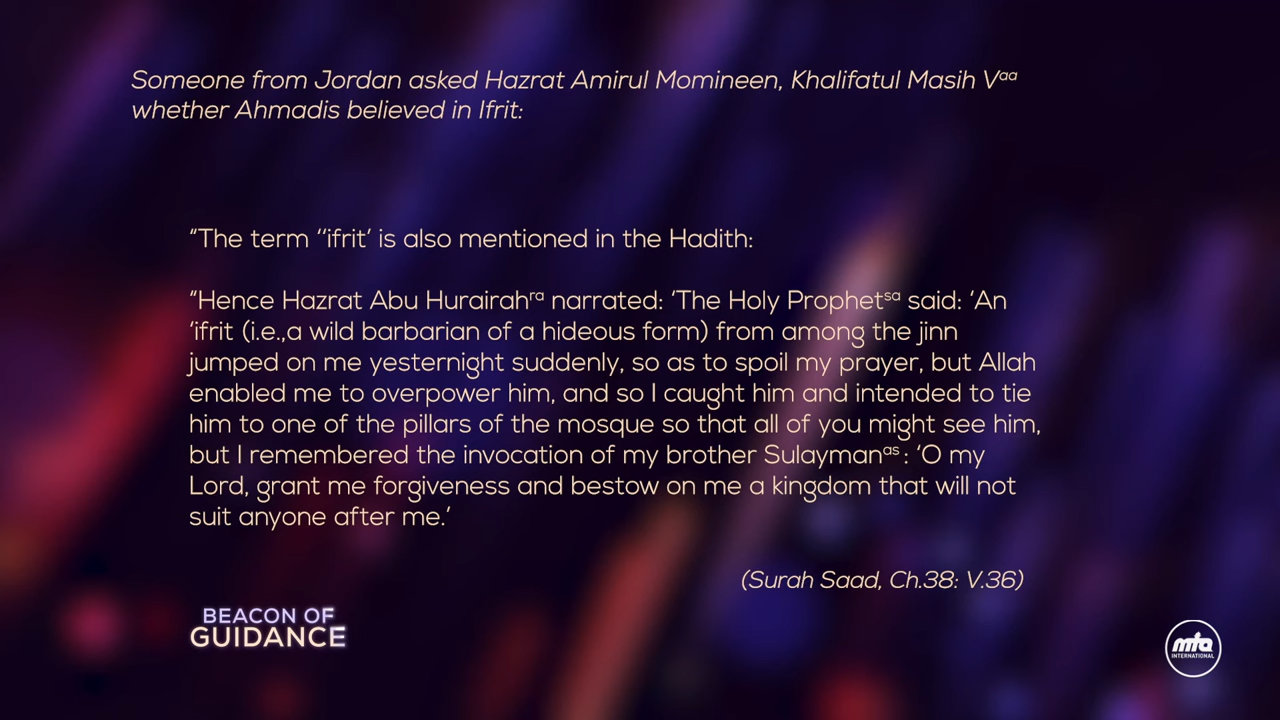 Someone from Jordan asked Hazrat Amirul Momineen, Khalifatul Masih Vaa
whether Ahmadis believed in Ifrit:
“The term ‘‘ifrit’ is also mentioned in the Hadith:
“Hence Hazrat Abu Hurairahra narrated: ‘The Holy Prophetsa said: ‘An
‘ifrit (i.e.,a wild barbarian of a hideous form) from among the jinn
jumped on me yesternight suddenly, so as to spoil my prayer, but Allah
enabled me to overpower him, and so I caught him and intended to tie
him to one of the pillars of the mosque so that all of you might see him,
but I remembered the invocation of my brother Sulaymanas : ‘O my
Lord, grant me forgiveness and bestow on me a kingdom that will not
suit anyone after me.’
(Surah Saad, Ch.38: V.36)
BEACON OF
GUIDANCE
mta
INTERNATIONAL